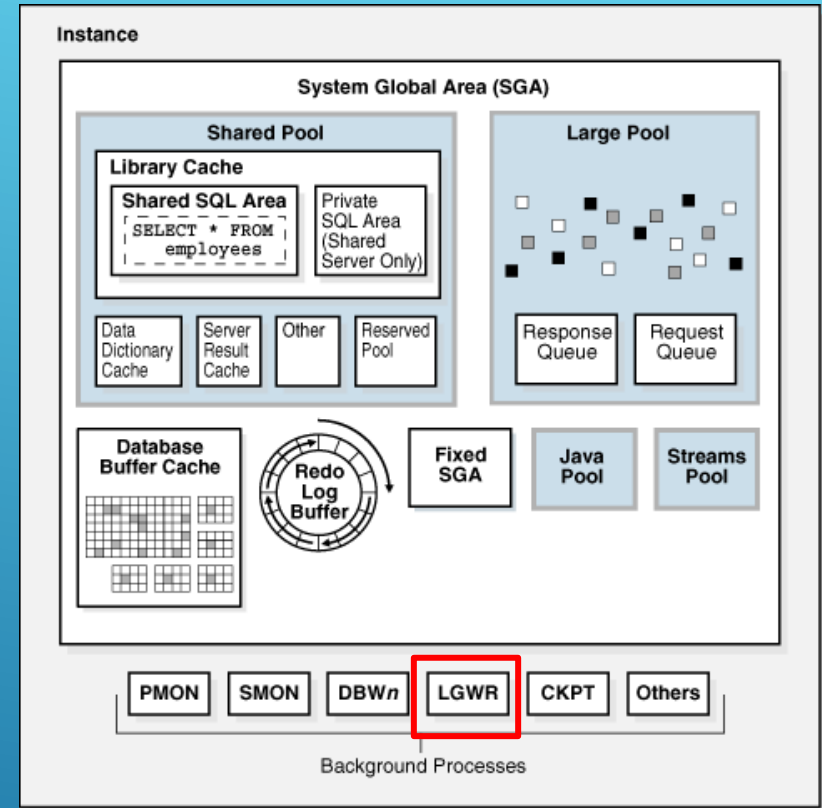 Instance
System Global Area (SGA)
Shared Pool
Library Cache
Shared SQL Area
SELECT * FROM
employees
Private
SQL Area
(Shared
Server Only)
Data
Dictionary
Cache
Server
Result
Cache
Other
Reserved
Pool
Large Pool
Response
Queue
Request
Queue
Database
Buffer Cache
Redo
Log
Buffer
Fixed
SGA
Java
Pool
Streams
Pool
PMON
SMON
DBWn
LGWR
CKPT
Others
Background Processes